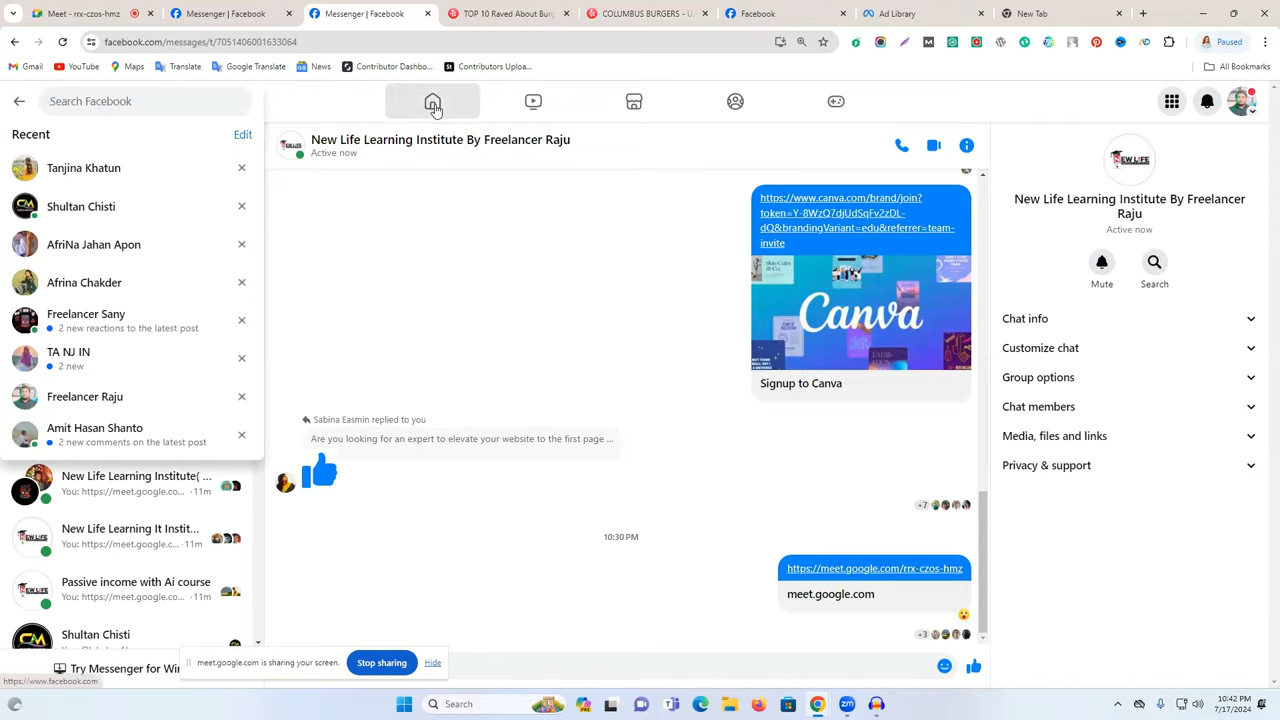 Meet - rrx-czos-hmz
Messenger | Facebook
Messenger | Facebook
TOP 10 Raved About Burg
COLUMBUS BURGERS - U
Facebook
Ad Library
New Tab
facebook.com/messages/t/7051406001633064
Paused
Gmail
YouTube
Maps
Translate
Google Translate
News
Contributor Dashbo...
Contributors Uploa...
All Bookmarks
Search Facebook
Recent
Edit
Tanjina Khatun
Shultan Chisti
AfriNa Jahan Apon
Afrina Chakder
Freelancer Sany
2 new reactions to the latest post
TA NJ IN
2 new
Freelancer Raju
Amit Hasan Shanto
2 new comments on the latest post
New Life Learning Institute( ...
You: https://meet.google.co... · 11m
New Life Learning It Instit...
You: https://meet.google.c... · 11m
Passive income with Ai course
You: https://meet.google.co... · 11m
Shultan Chisti
Try Messenger for Win
https://www.facebook.com
New Life Learning Institute By Freelancer Raju
Active now
https://www.canva.com/brand/join?
token=Y-8WzQ7djUdSqFv2zDL-
dQ&brandingVariant=edu&referrer=team-
invite
Canva
Signup to Canva
Sabina Easmin replied to you
Are you looking for an expert to elevate your website to the first page ...
+7
10:30 PM
https://meet.google.com/rrx-czos-hmz
meet.google.com
+3
meet.google.com is sharing your screen.
Stop sharing
Hide
NEW LIFE
New Life Learning Institute By Freelancer
Raju
Active now
Mute
Search
Chat info
Customize chat
Group options
Chat members
Media, files and links
Privacy & support
Search
10:42 PM
7/17/2024